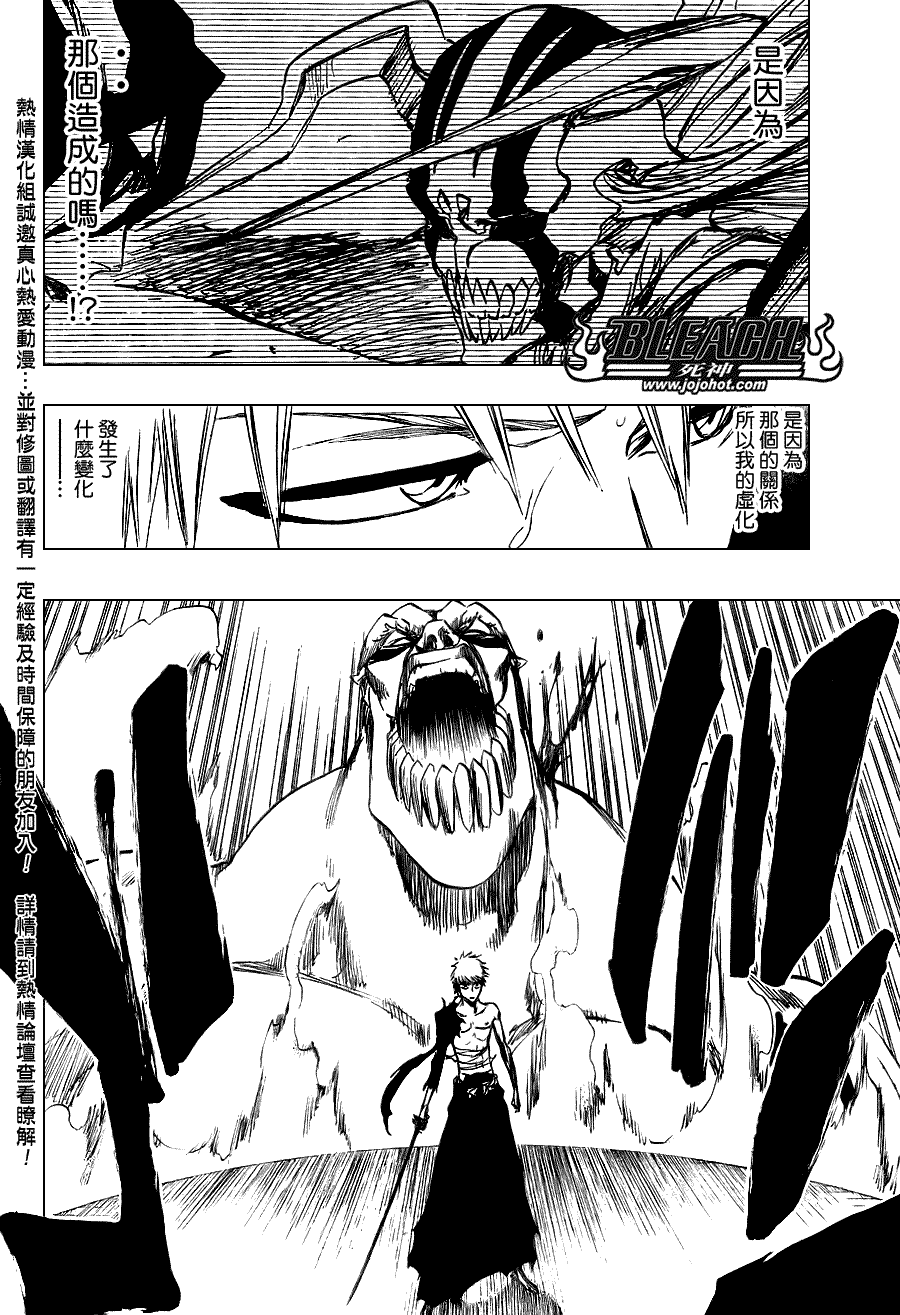 是因為
⋯那個造成的嗎⋯⋯⋯!?
BLEACH
死神
www.jojohot.com
是因為
那個的關係
所以我的虛化
發生了
什麼變化
⋯⋯
熱情漢化組誠邀真心熱愛動漫…並對修圖或翻譯有一定經驗及時間保障的朋友加入！ 詳情請到熱情論壇查看瞭解！